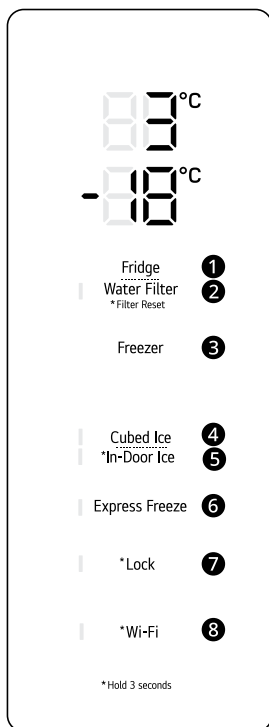 3°C
-18°C
Fridge 1
Water Filter 2
*Filter Reset
Freezer 3
Cubed Ice 4
*In-Door Ice 5
Express Freeze 6
*Lock 7
*Wi-Fi 8
*Hold 3 seconds